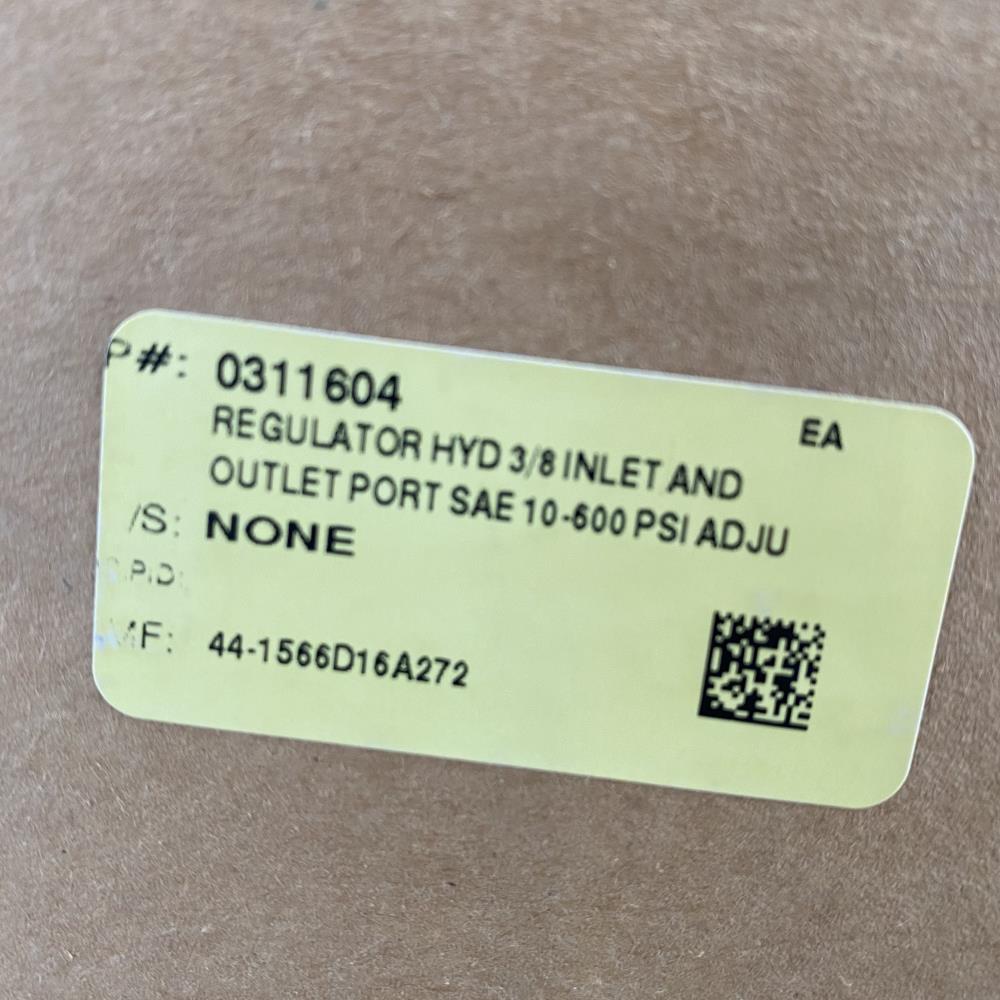 P#: 0311604
EA
REGULATOR HYD 3/8 INLET AND
OUTLET PORT SAE 10-600 PSI ADJU
/S: NONE
.P.D:
MF: 44-1566D16A272